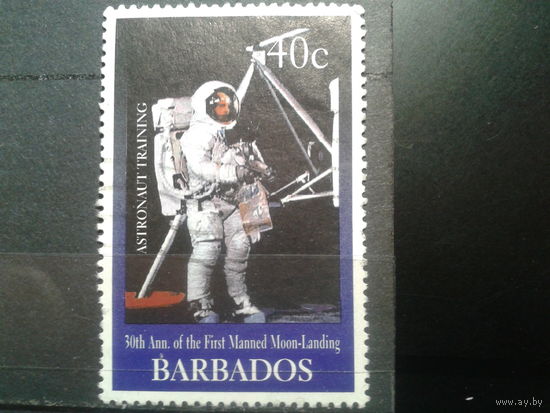 40c
ASTRONAUT TRAINING
30th Ann. of the First Manned Moon-Landing
BARBADOS
www.ay.by